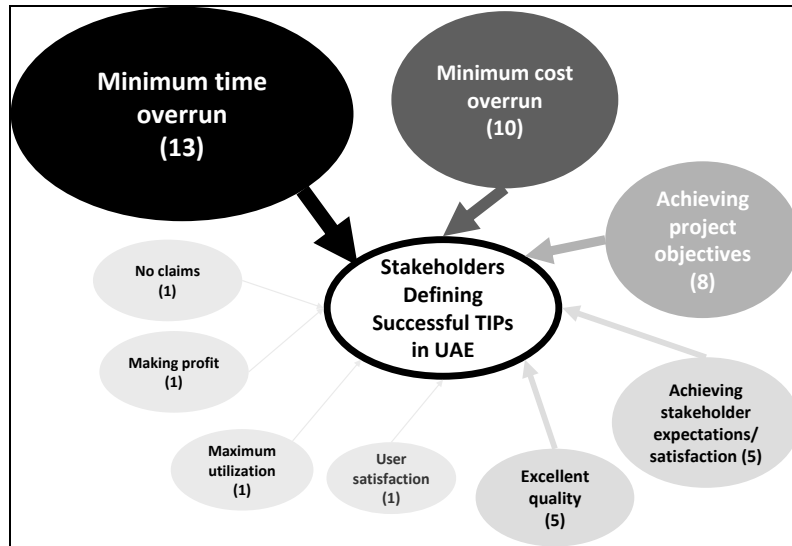 Minimum time
overrun
(13)
Minimum cost
overrun
(10)
Achieving
project
objectives
(8)
Stakeholders
Defining
Successful TIPs
in UAE
No claims
(1)
Making profit
(1)
Maximum
utilization
(1)
User
satisfaction
(1)
Excellent
quality
(5)
Achieving
stakeholder
expectations/
satisfaction (5)